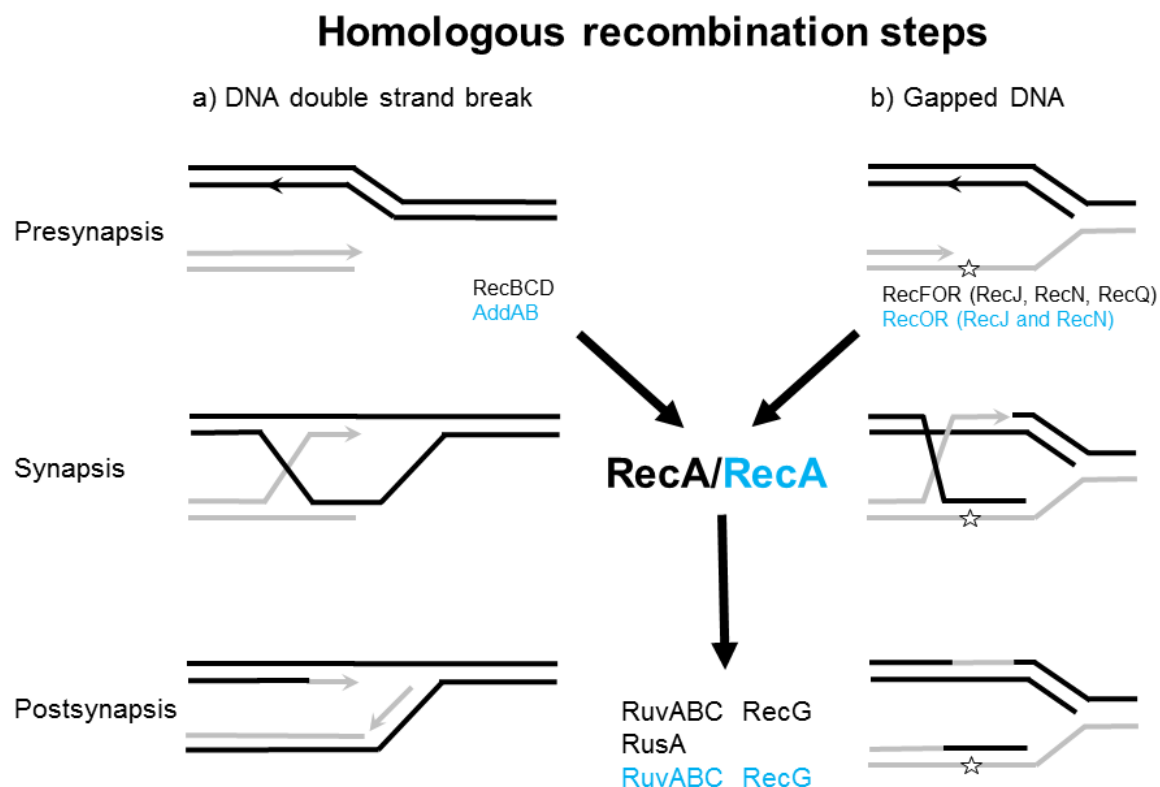 Homologous recombination steps
a) DNA double strand break
b) Gapped DNA
Presynapsis
RecBCD
AddAB
RecFOR (RecJ, RecN, RecQ)
RecOR (RecJ and RecN)
Synapsis
RecA/RecA
Postsynapsis
RuvABC RecG
RusA
RuvABC RecG